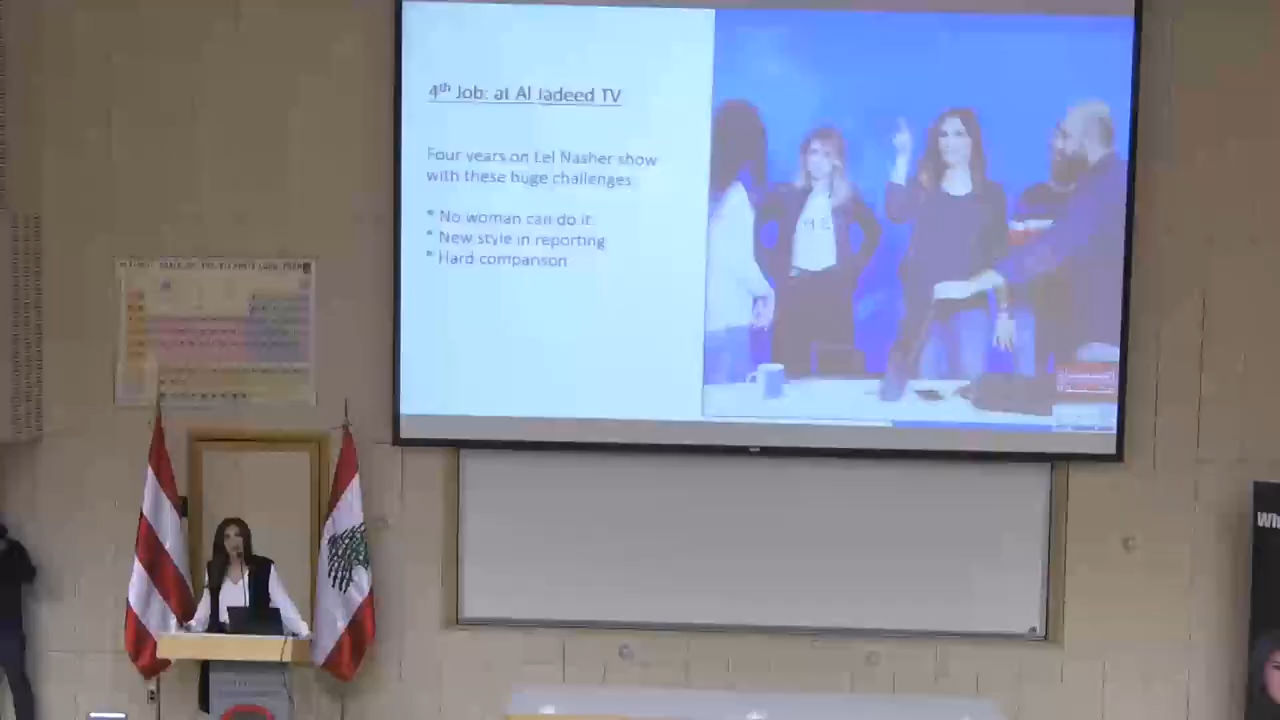 4th Job: at Al Jadeed TV
Four years on Lel Nasher show
with these huge challenges
* No woman can do it
* New style in reporting
* Hard comparison